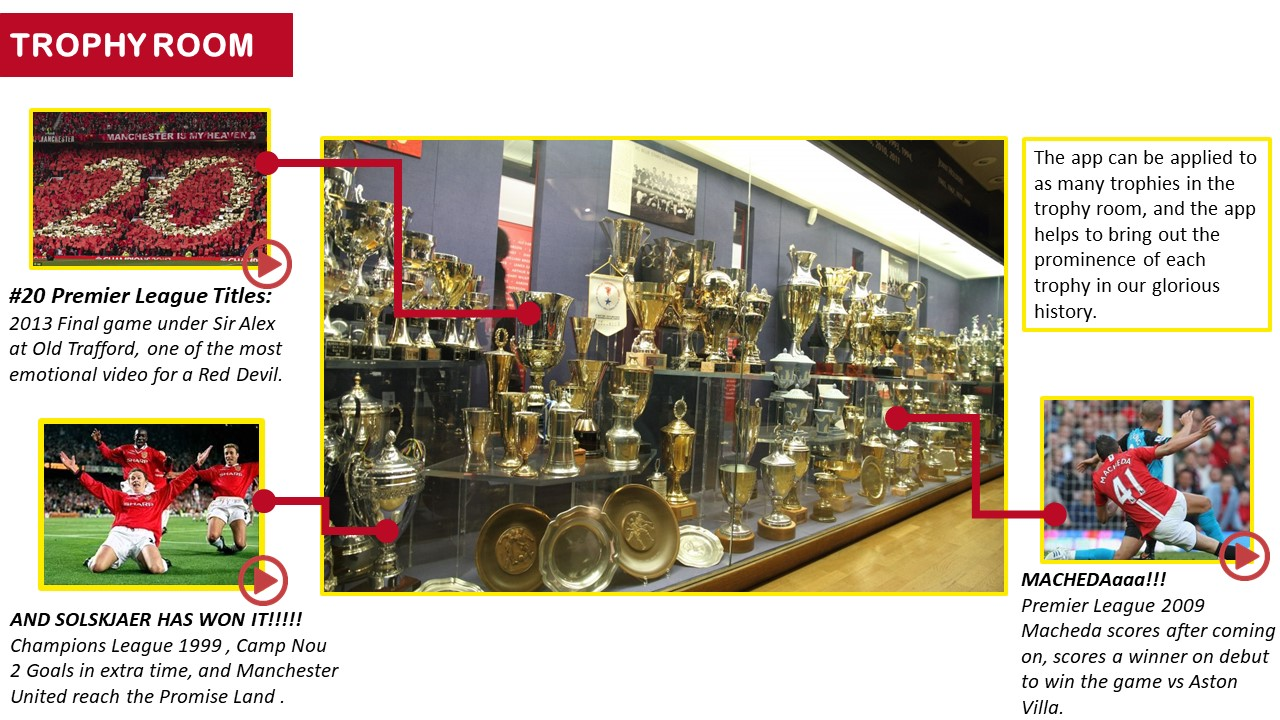 TROPHY ROOM
MANCHESTER IS MY HEAVEN
20
#20 Premier League Titles:
2013 Final game under Sir Alex
at Old Trafford, one of the most
emotional video for a Red Devil.
SHARP
SHARP
AND SOLSKJAER HAS WON IT!!!!!
Champions League 1999 , Camp Nou
2 Goals in extra time, and Manchester
United reach the Promise Land .
The app can be applied to
as many trophies in the
trophy room, and the app
helps to bring out the
prominence of each
trophy in our glorious
history.
MACHEDA
41
MACHEDAaaa!!!
Premier League 2009
Macheda scores after coming
on, scores a winner on debut
to win the game vs Aston
Villa.